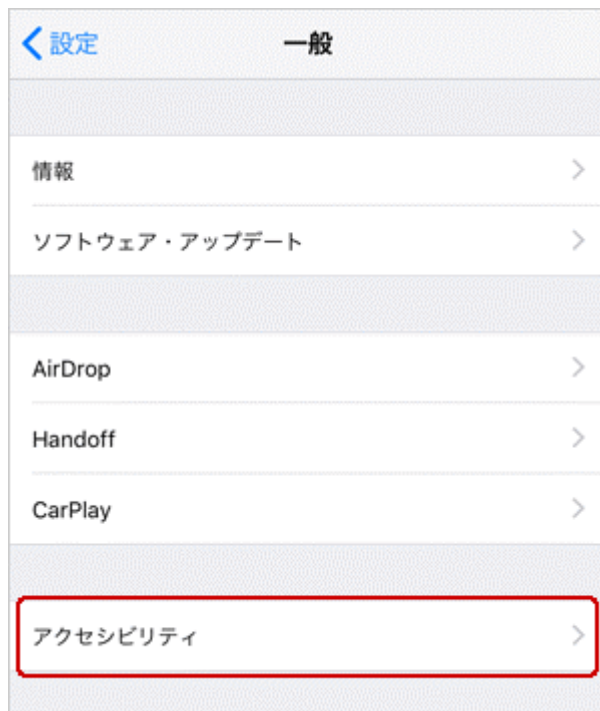 設定
一般
情報
ソフトウェア・アップデート
AirDrop
Handoff
CarPlay
アクセシビリティ